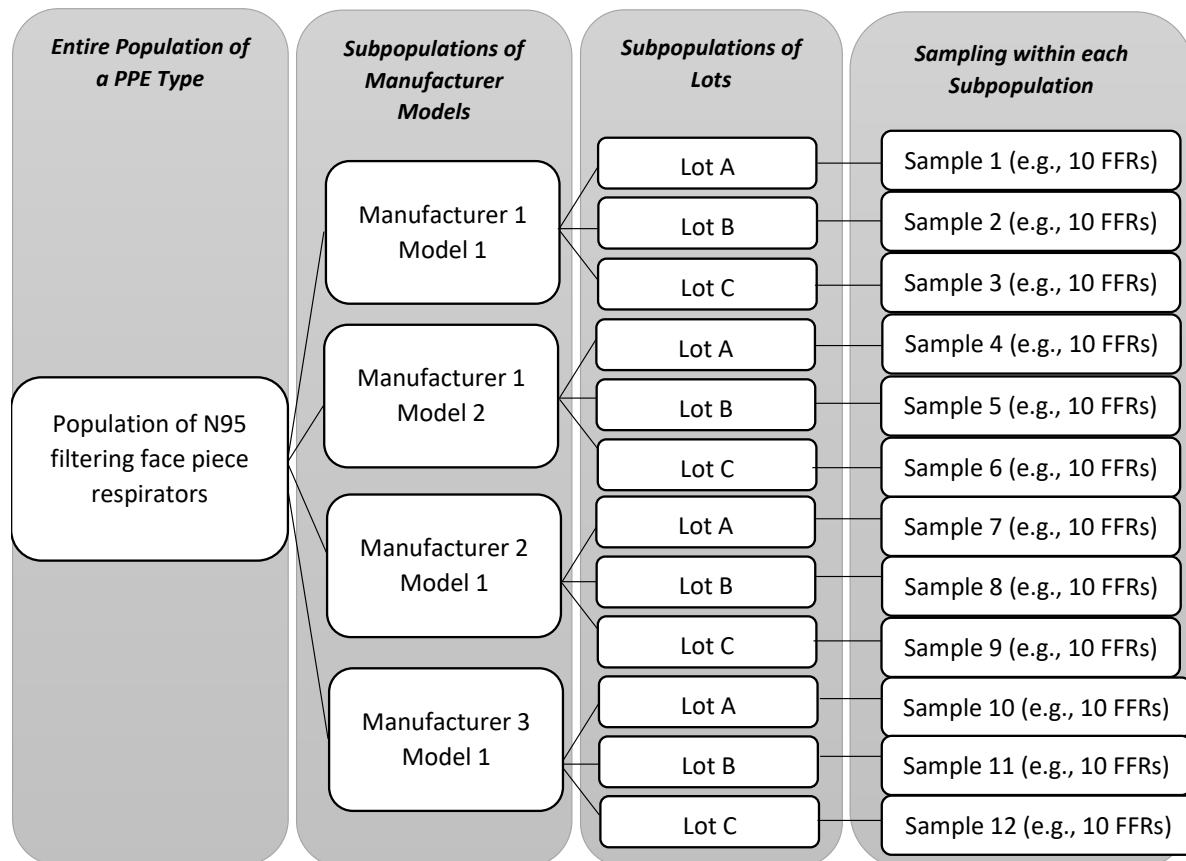 Entire Population of
a PPE Type
Subpopulations of
Manufacturer
Models
Subpopulations of
Lots
Sampling within each
Subpopulation
Population of N95
filtering face piece
respirators
Manufacturer 1
Model 1
Manufacturer 1
Model 2
Manufacturer 2
Model 1
Manufacturer 3
Model 1
Lot A
Lot B
Lot C
Lot A
Lot B
Lot C
Lot A
Lot B
Lot C
Lot A
Lot B
Lot C
Sample 1 (e.g., 10 FFRs)
Sample 2 (e.g., 10 FFRs)
Sample 3 (e.g., 10 FFRs)
Sample 4 (e.g., 10 FFRs)
Sample 5 (e.g., 10 FFRs)
Sample 6 (e.g., 10 FFRs)
Sample 7 (e.g., 10 FFRs)
Sample 8 (e.g., 10 FFRs)
Sample 9 (e.g., 10 FFRs)
Sample 10 (e.g., 10 FFRs)
Sample 11 (e.g., 10 FFRs)
Sample 12 (e.g., 10 FFRs)